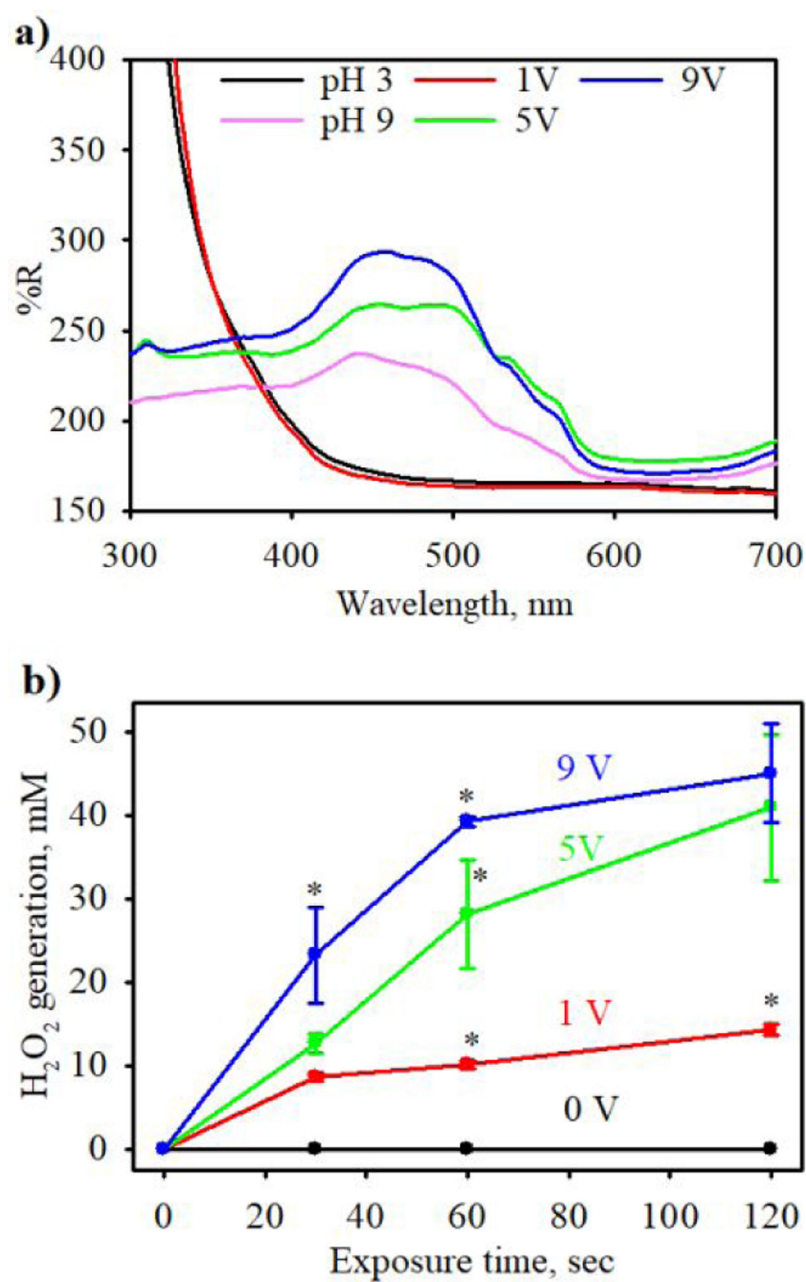 a)
400
350
300
250
200
150
%R
pH 3 1V 9V
pH 9 5V
300 400 500 600 700
Wavelength, nm
b)
50
40
30
20
10
0
H₂O₂ generation, mM
9 V
*
*
5V
*
1 V
*
*
0 V
0 20 40 60 80 100 120
Exposure time, sec